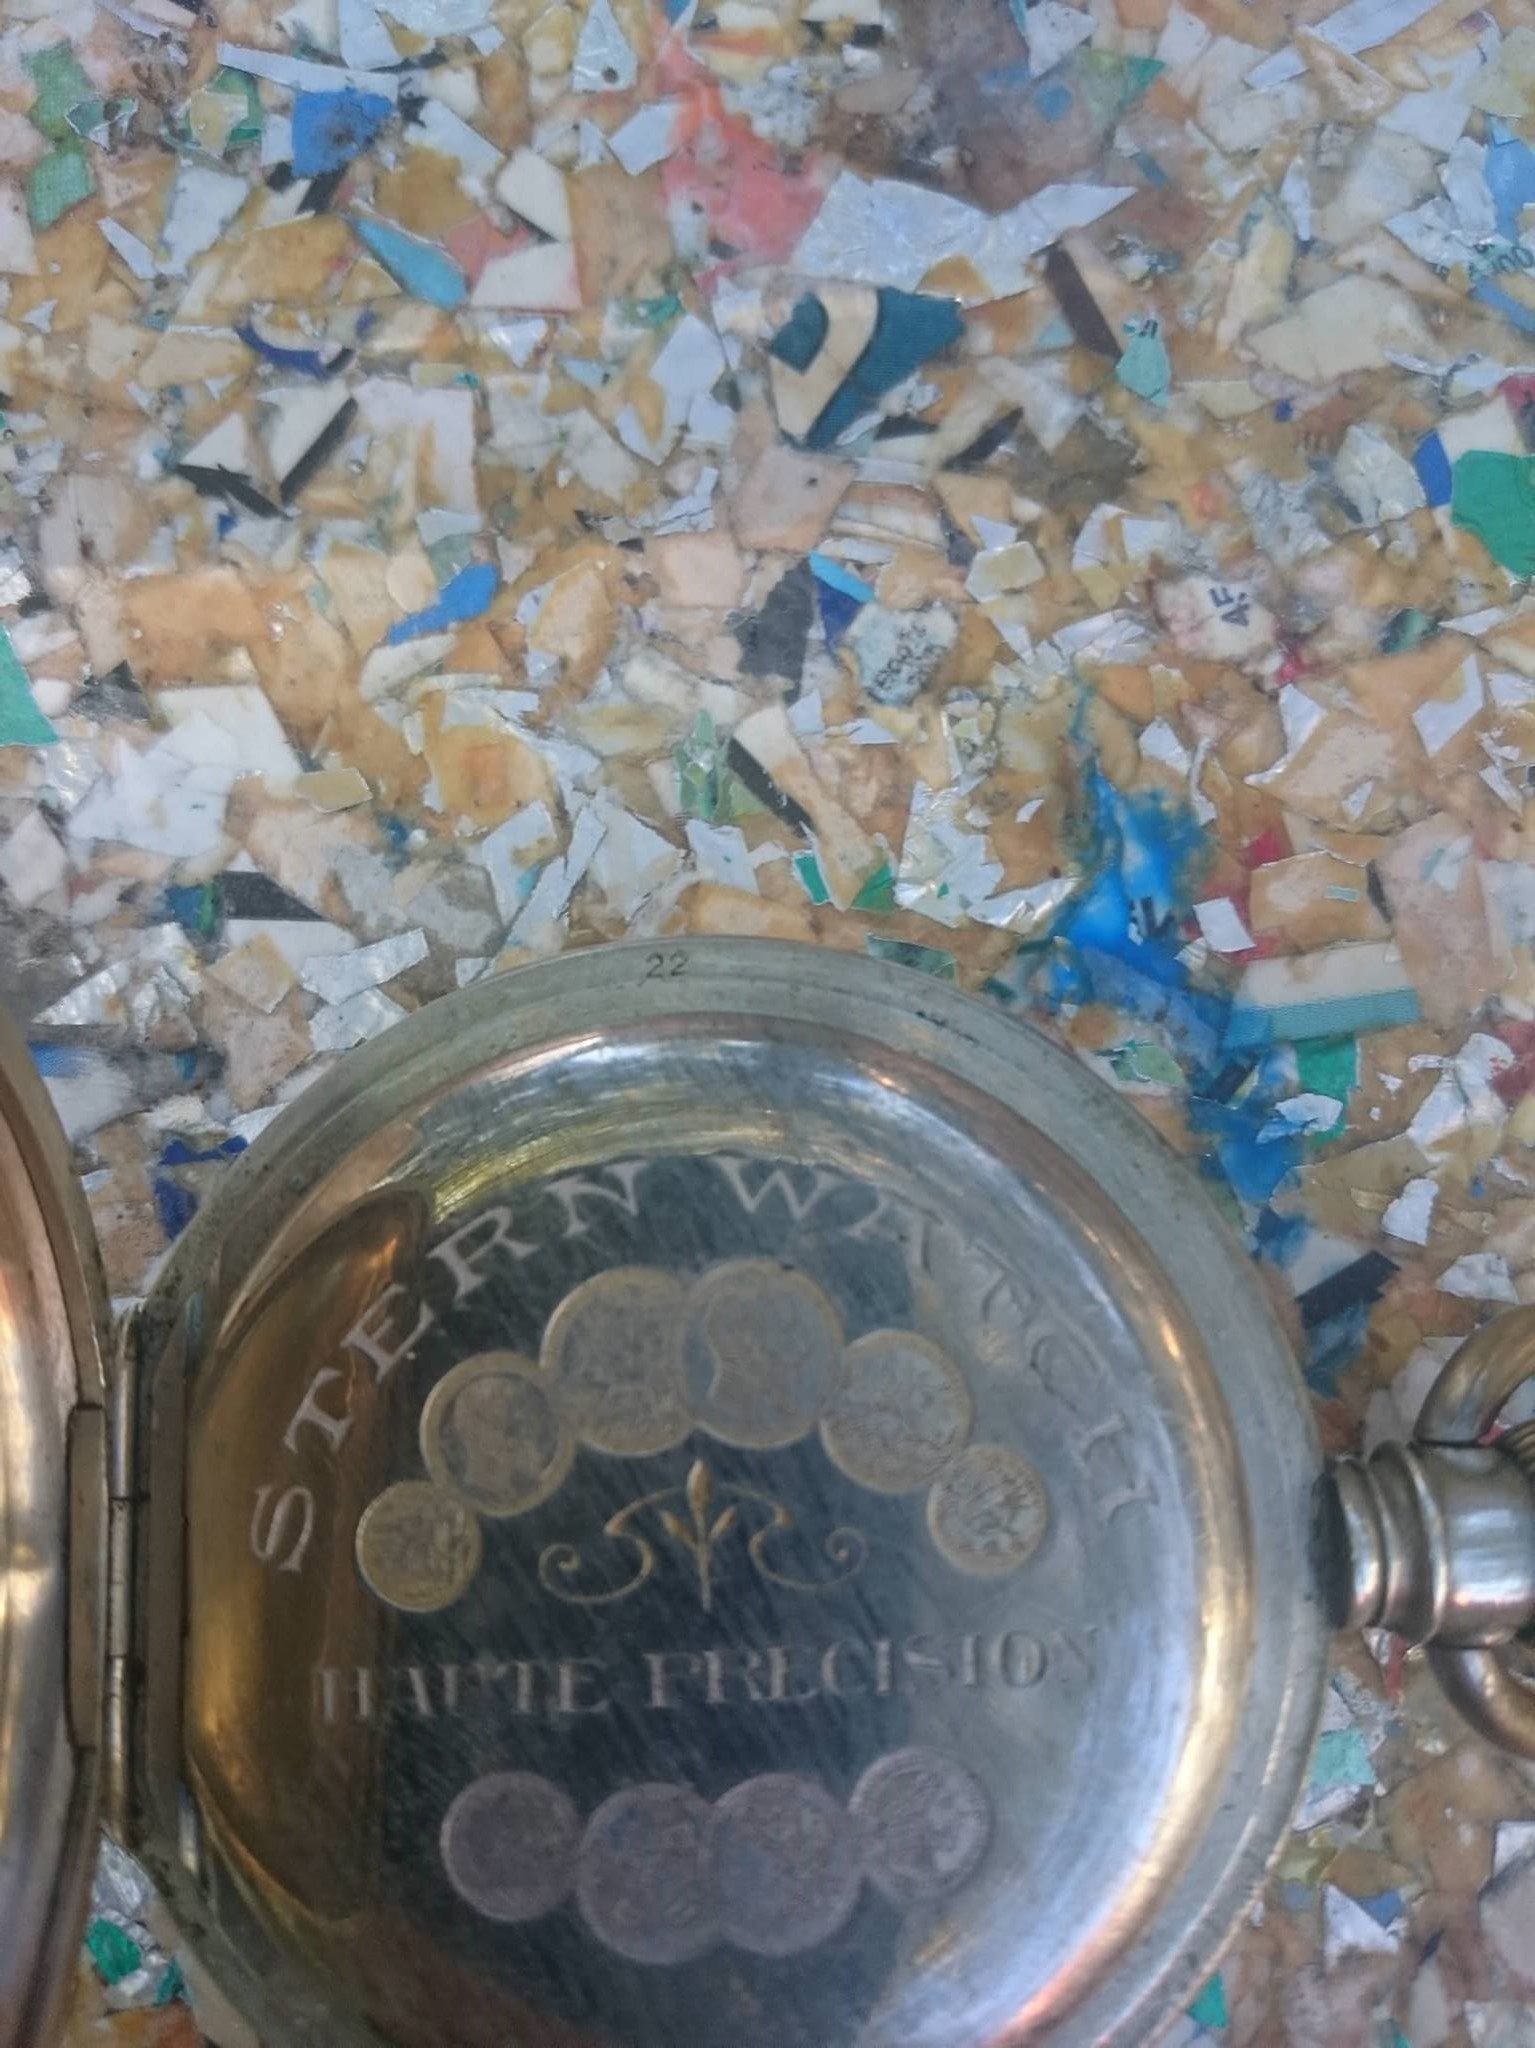 22
STERN WATCH
HAUTE PRECISION